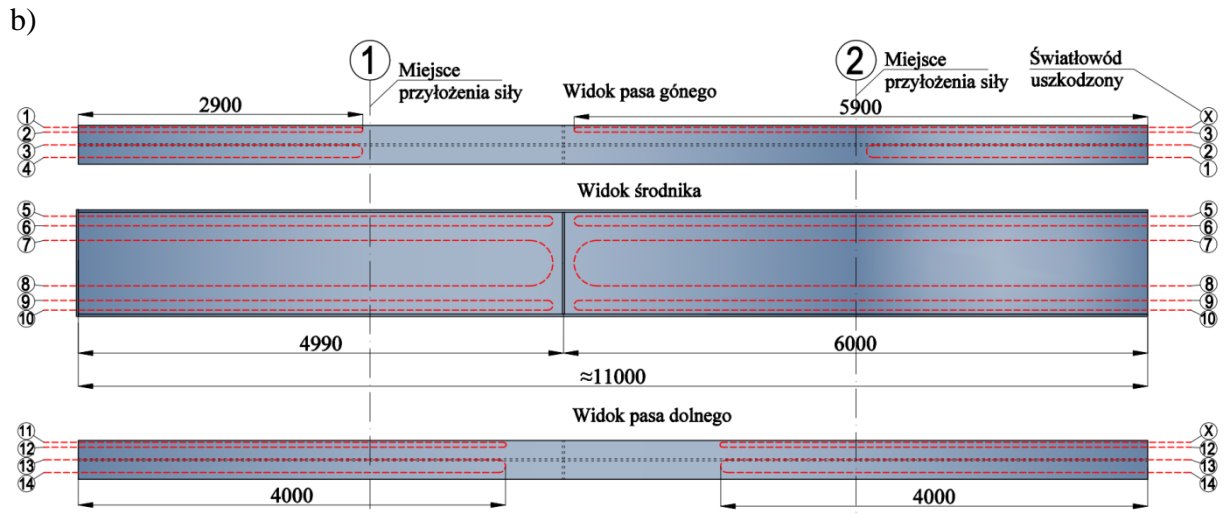 b)
1 Miejsce przyłożenia siły
2 Miejsce przyłożenia siły
Światłowód uszkodzony
Widok pasa gónego
2900
5900
1 X
2 3
3 2
4 1
Widok środnika
5 5
6 6
7 7
8 8
9 9
10 10
4990
6000
≈11000
Widok pasa dolnego
11 X
12 12
13 13
14 14
4000
4000